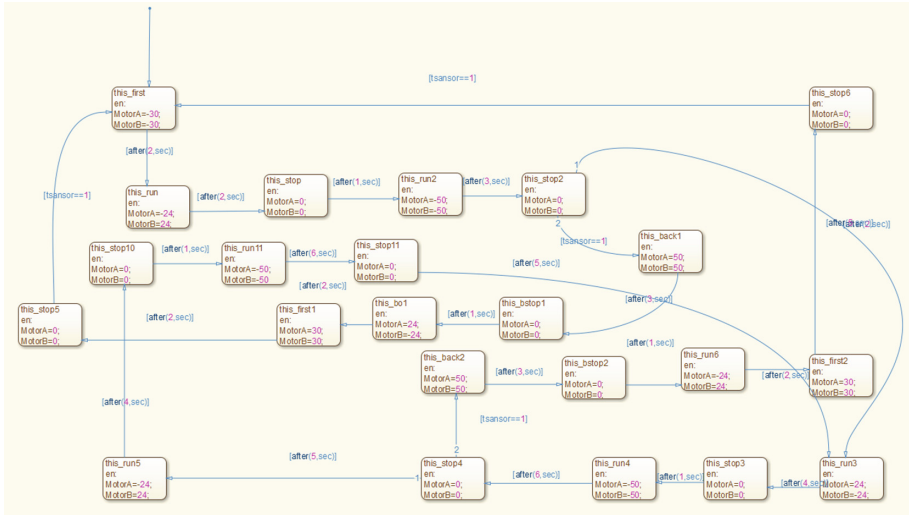 [tsansor==1]
this_first
en:
MotorA=-30;
MotorB=-30;
this_stop6
en:
MotorA=0;
MotorB=0;
[after(2,sec)]
this_run
en:
MotorA=-24;
MotorB=24;
[after(2,sec)]
this_stop
en:
MotorA=0;
MotorB=0;
[after(1,sec)]
this_run2
en:
MotorA=-50;
MotorB=-50;
[after(3,sec)]
this_stop2
en:
MotorA=0;
MotorB=0;
1
2
[tsansor==1]
[tsansor==1]
this_back1
en:
MotorA=50;
MotorB=50;
this_stop10
en:
MotorA=0;
MotorB=0;
[after(1,sec)]
this_run11
en:
MotorA=-50;
MotorB=-50
[after(6,sec)]
this_stop11
en:
MotorA=0;
MotorB=0;
[after(5,sec)]
[after(2,sec)]
[after(3,sec)]
this_stop5
en:
MotorA=0;
MotorB=0;
[after(2,sec)]
this_first1
en:
MotorA=30;
MotorB=30;
this_bo1
en:
MotorA=24;
MotorB=-24;
[after(1,sec)]
this_bstop1
en:
MotorA=0;
MotorB=0;
this_back2
en:
MotorA=50;
MotorB=50;
[after(3,sec)]
this_bstop2
en:
MotorA=0;
MotorB=0;
[after(1,sec)]
this_run6
en:
MotorA=-24;
MotorB=24;
[after(2,sec)]
this_first2
en:
MotorA=30;
MotorB=30;
[after(4,sec)]
[tsansor==1]
2
this_run5
en:
MotorA=-24;
MotorB=24;
[after(5,sec)]
1
this_stop4
en:
MotorA=0;
MotorB=0;
[after(6,sec)]
this_run4
en:
MotorA=-50;
MotorB=-50;
[after(1,sec)]
this_stop3
en:
MotorA=0;
MotorB=0;
[after(4,sec)]
this_run3
en:
MotorA=24;
MotorB=-24;